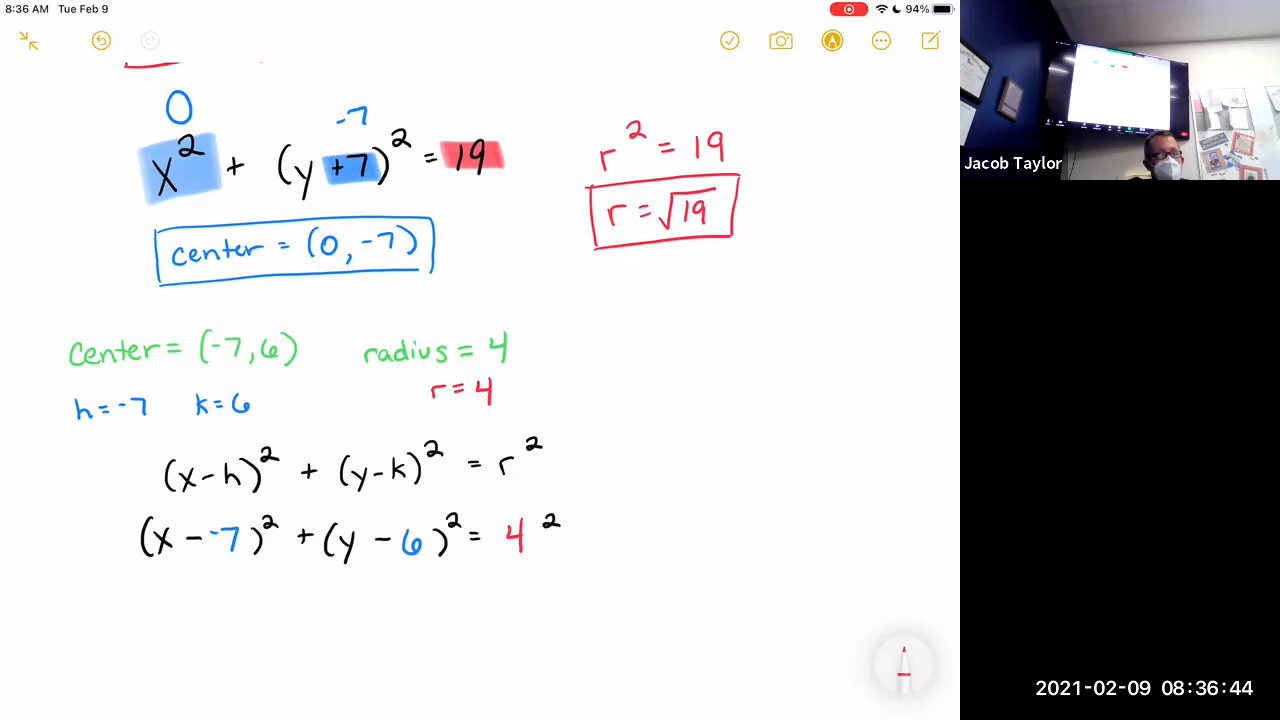 8:36 AM Tue Feb 9
94%
0
-7
x² + (y +7)² = 19
r² = 19
r = √19
center = (0, -7)
Jacob Taylor
center = (-7, 6) radius = 4
r = 4
h = -7 k = 6
(x - h)² + (y - k)² = r²
(x - -7)² + (y - 6)² = 4²
2021-02-09 08:36:44